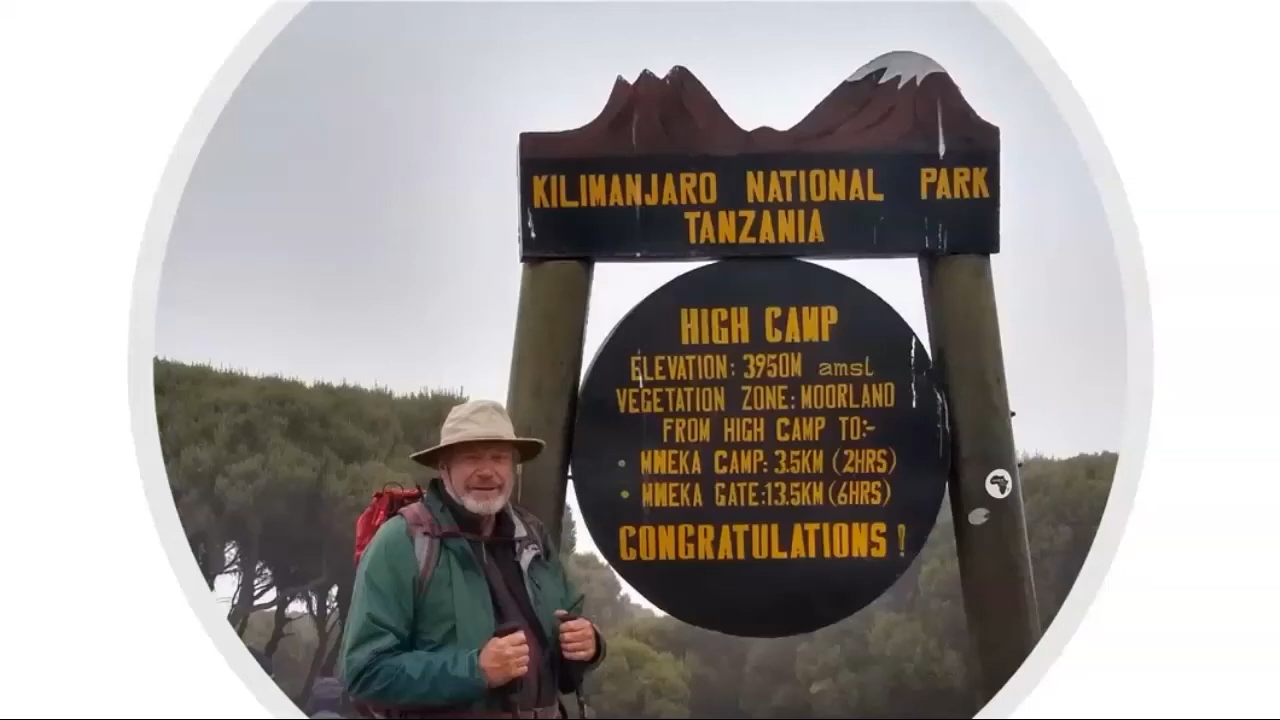 KILIMANJARO NATIONAL PARK
TANZANIA
HIGH CAMP
ELEVATION: 3950M amsl
VEGETATION ZONE: MOORLAND
FROM HIGH CAMP TO:-
• MWEKA CAMP: 3.5KM (2HRS)
• MWEKA GATE: 13.5KM (6HRS)
CONGRATULATIONS !